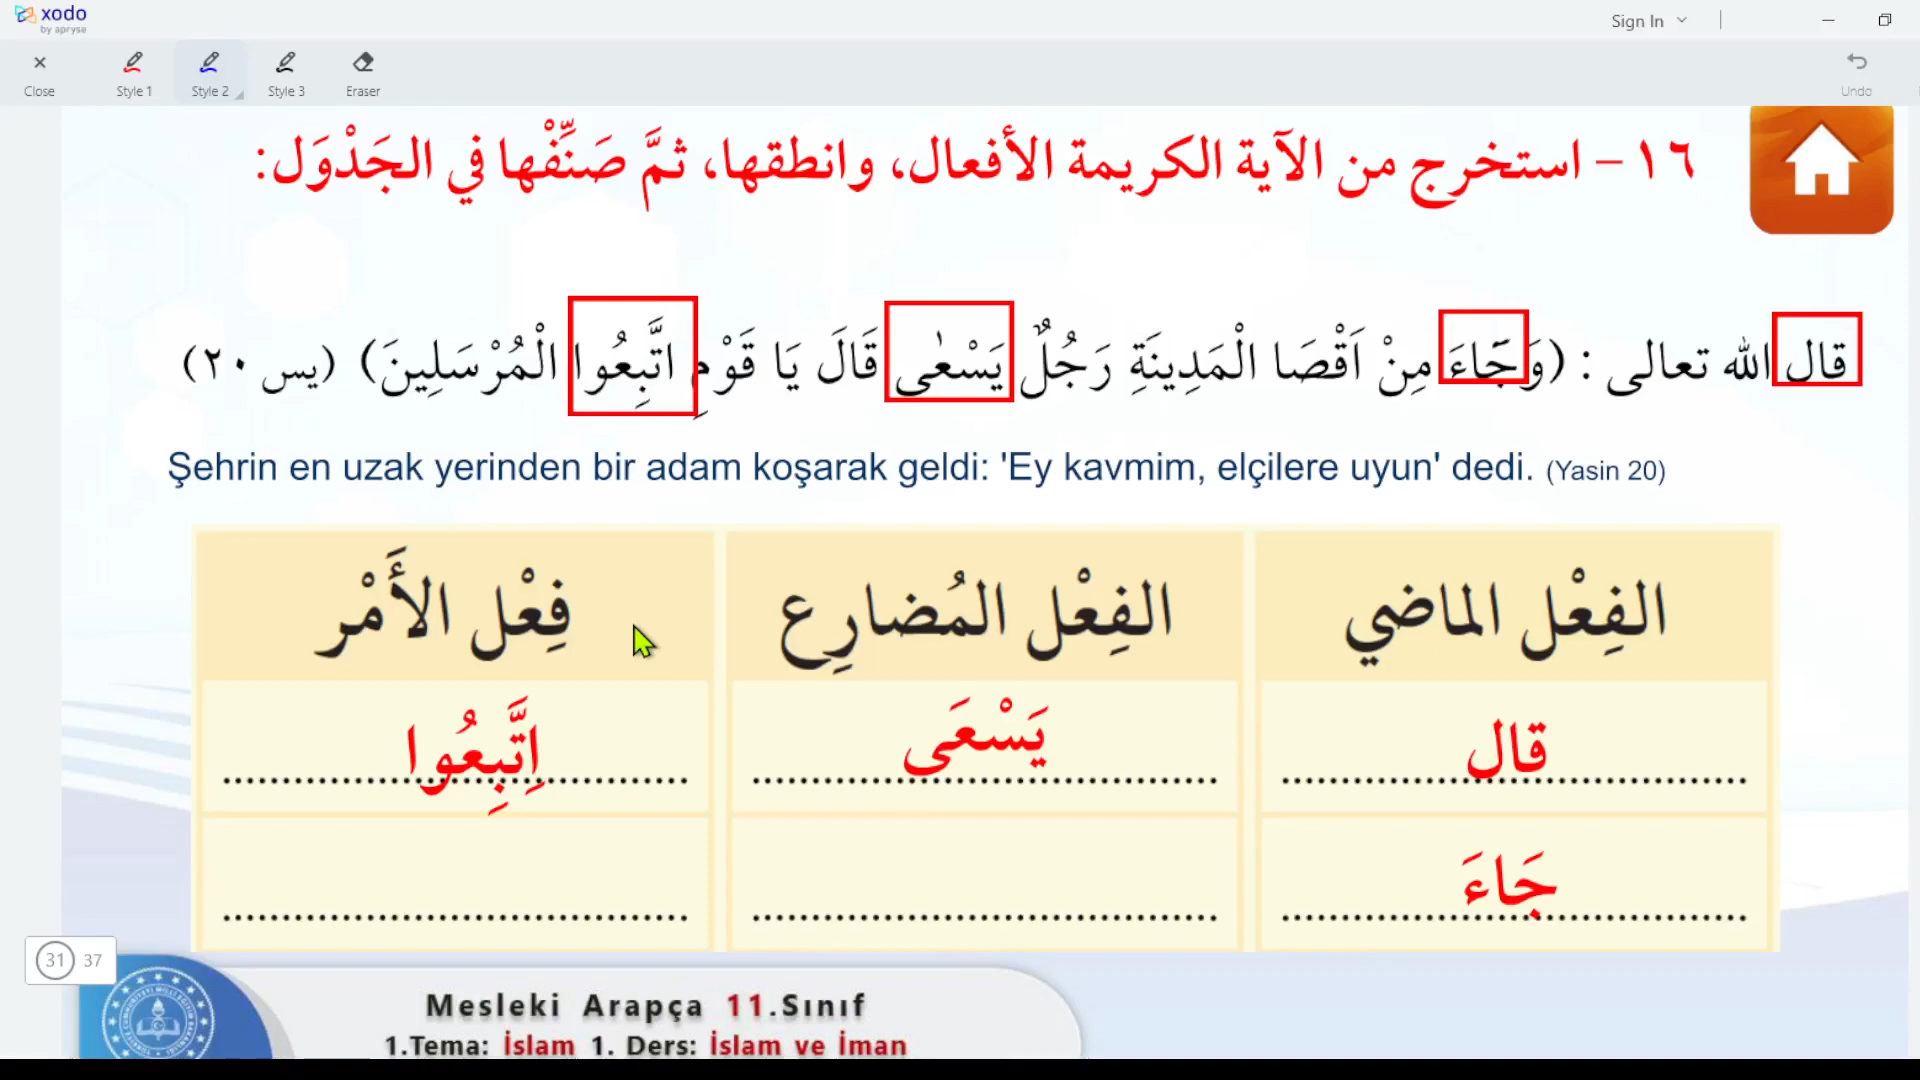 xodo
by apryse
Sign In
Close
Style 1
Style 2
Style 3
Eraser
Undo
١٦ – استخرج من الآية الكريمة الأفعال، وانطقها، ثمَّ صَنِّفْها في الجَدْوَل:
قال الله تعالى : (وَجَٓاءَ مِنْ اَقْصَا الْمَدِينَةِ رَجُلٌ يَسْعٰى قَالَ يَا قَوْمِ اتَّبِعُوا الْمُرْسَلِينَ) (يس ٢٠)
Şehrin en uzak yerinden bir adam koşarak geldi: 'Ey kavmim, elçilere uyun' dedi. (Yasin 20)
الفِعْل الماضي الفِعْل المُضارِع فِعْل الأَمْر
قال يَسْعَى اِتَّبِعُوا
جَاءَ
31 37
Mesleki Arapça 11.Sınıf
1.Tema: İslam 1. Ders: İslam ve İman